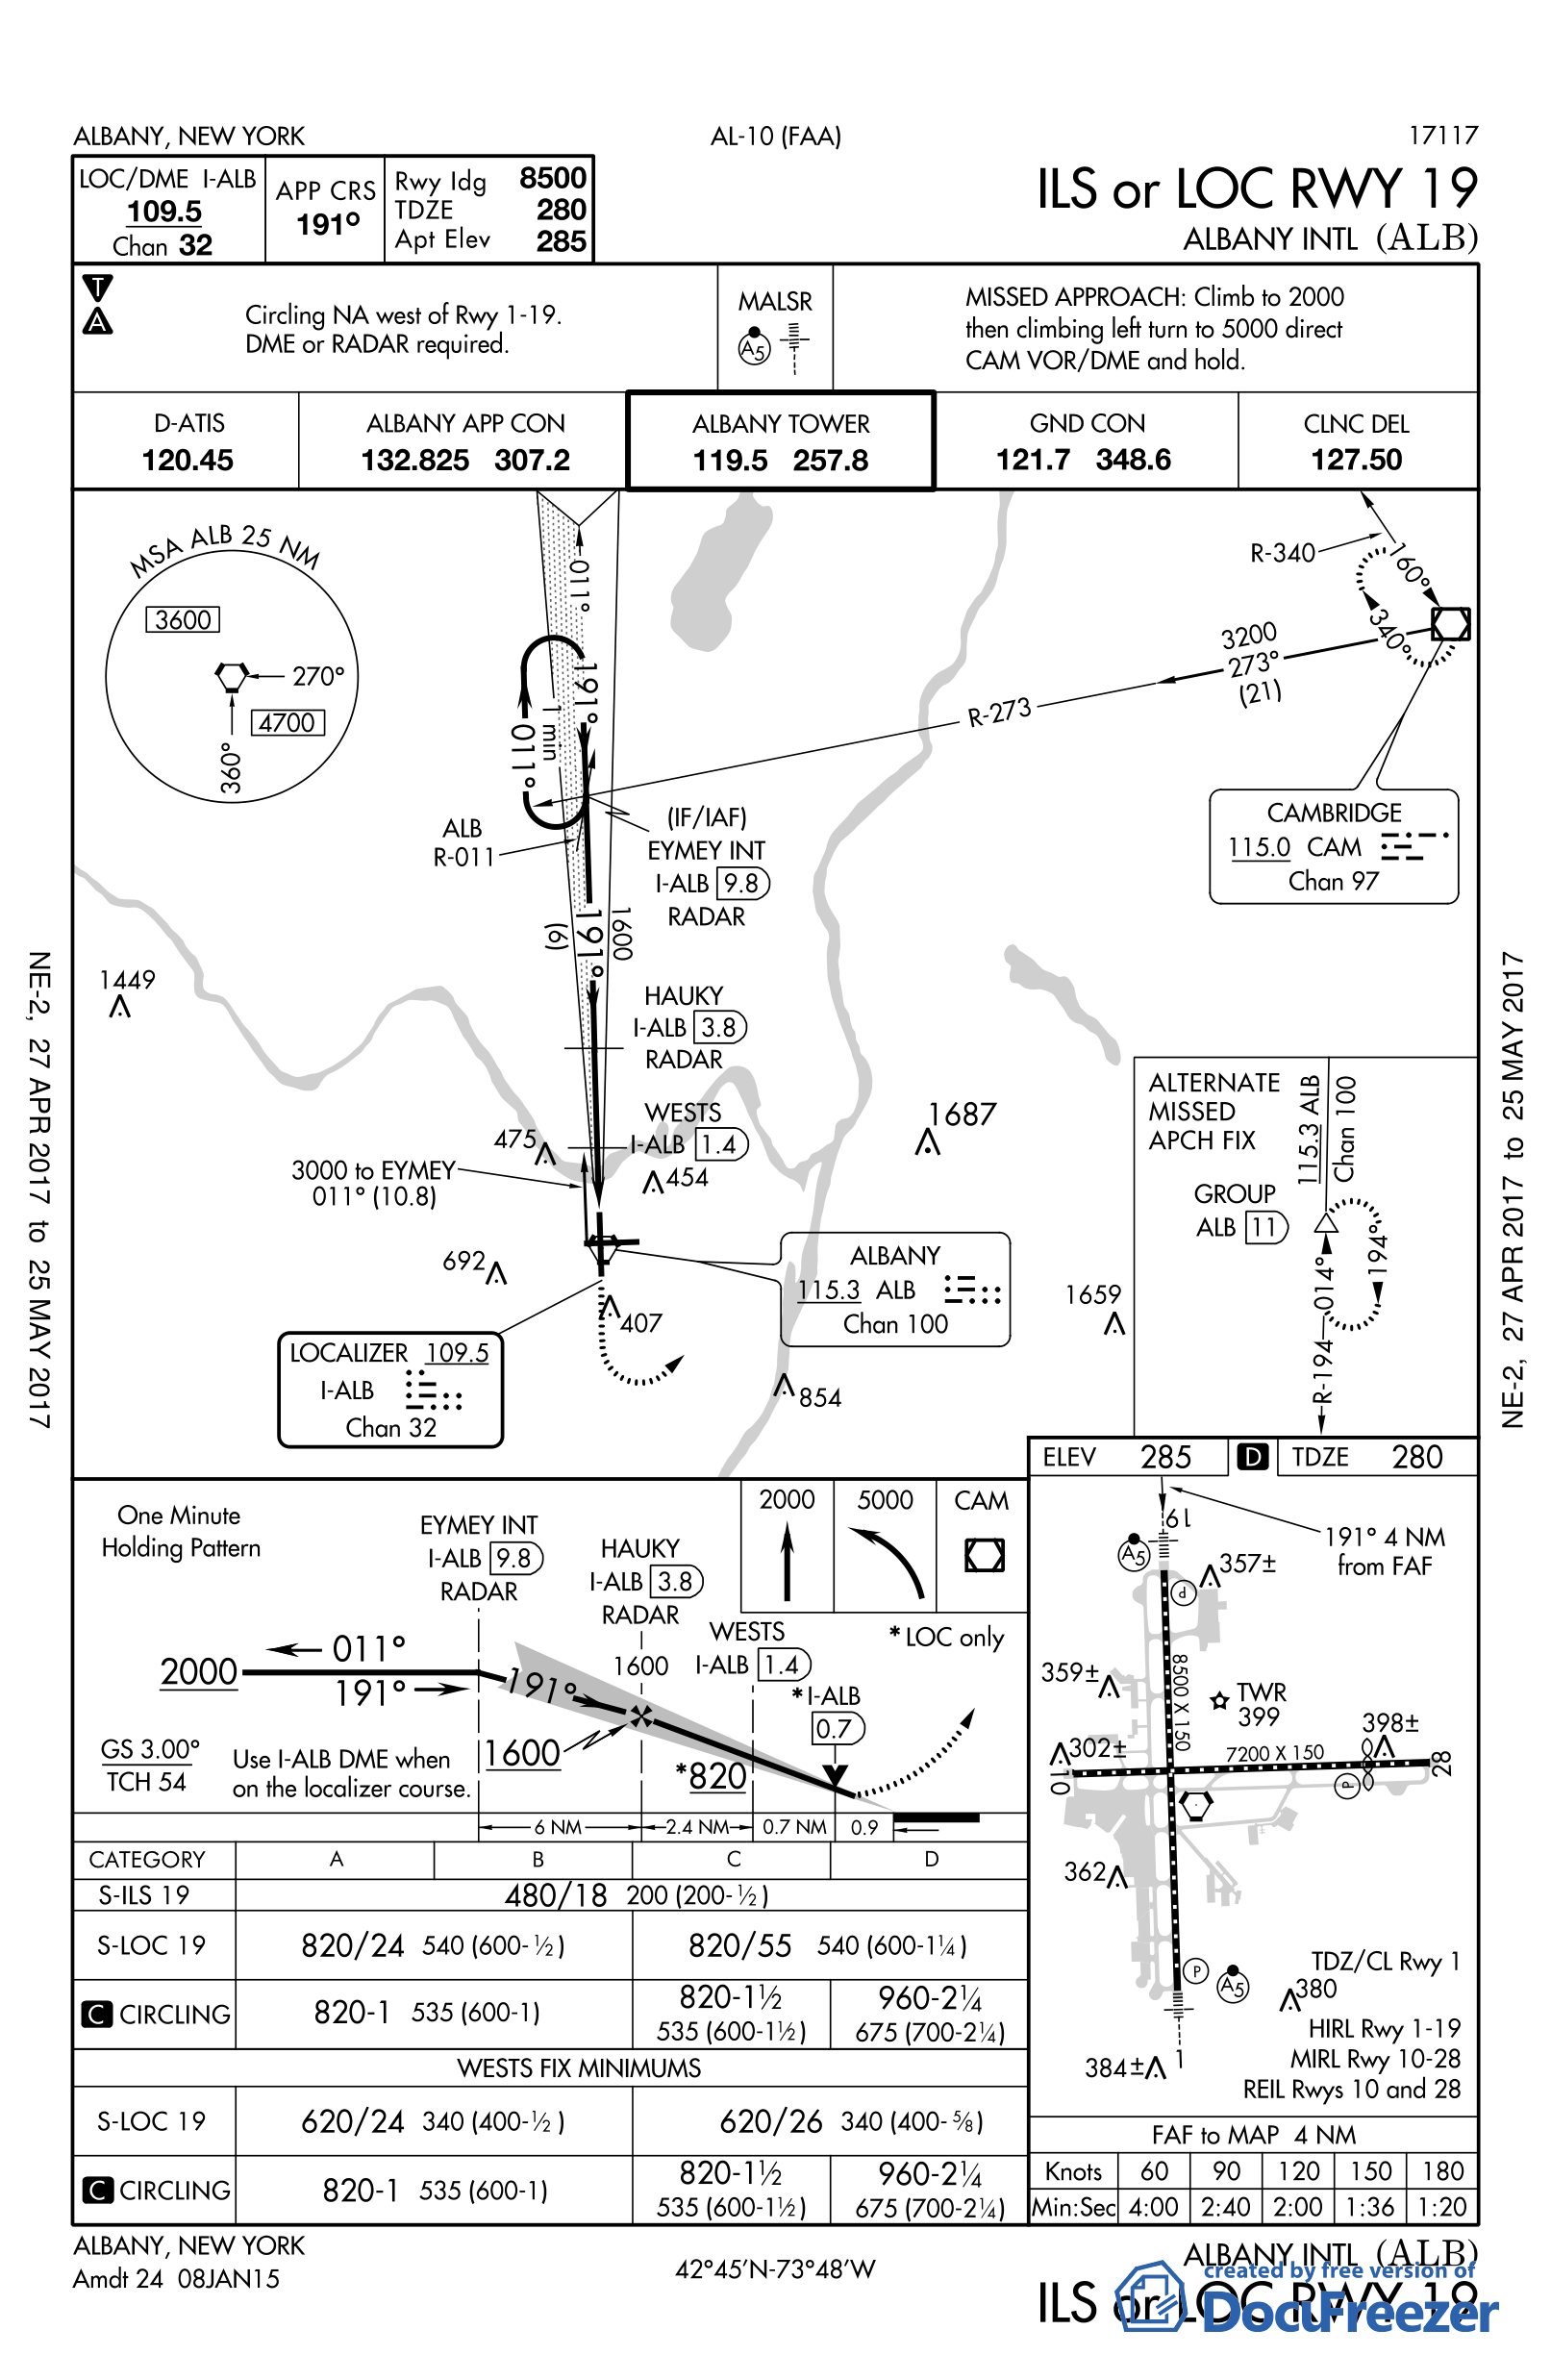 ALBANY, NEW YORK
AL-10 (FAA)
17117
LOC/DME I-ALB
109.5
Chan 32
APP CRS
191°
Rwy Idg 8500
TDZE 280
Apt Elev 285
ILS or LOC RWY 19
ALBANY INTL (ALB)
T
A
Circling NA west of Rwy 1-19.
DME or RADAR required.
MALSR
A5
MISSED APPROACH: Climb to 2000
then climbing left turn to 5000 direct
CAM VOR/DME and hold.
D-ATIS
120.45
ALBANY APP CON
132.825 307.2
ALBANY TOWER
119.5 257.8
GND CON
121.7 348.6
CLNC DEL
127.50
MSA ALB 25 NM
3600
270°
4700
360°
011°
191°
1 min
011°
ALB
R-011
(IF/IAF)
EYMEY INT
I-ALB 9.8
RADAR
R-340
160°
340°
3200
273°
(21)
R-273
CAMBRIDGE
115.0 CAM
Chan 97
1600
191°
(6)
1449
HAUKY
I-ALB 3.8
RADAR
WESTS
I-ALB 1.4
475
454
1687
3000 to EYMEY
011° (10.8)
692
407
ALBANY
115.3 ALB
Chan 100
LOCALIZER 109.5
I-ALB
Chan 32
854
1659
ALTERNATE
MISSED
APCH FIX
115.3 ALB
Chan 100
GROUP
ALB 11
014°
194°
R-194
NE-2, 27 APR 2017 to 25 MAY 2017
NE-2, 27 APR 2017 to 25 MAY 2017
ELEV 285
D
TDZE 280
19
191° 4 NM
from FAF
A5
357±
P
8500 X 150
359±
TWR
399
302±
398±
7200 X 150
10
28
P
362
TDZ/CL Rwy 1
P
A5
380
HIRL Rwy 1-19
MIRL Rwy 10-28
REIL Rwys 10 and 28
384±
1
FAF to MAP 4 NM
Knots 60 90 120 150 180
Min:Sec 4:00 2:40 2:00 1:36 1:20
One Minute
Holding Pattern
EYMEY INT
I-ALB 9.8
RADAR
HAUKY
I-ALB 3.8
RADAR
2000
5000
CAM
WESTS
I-ALB 1.4
* LOC only
011°
2000
191°
191°
1600
* I-ALB
0.7
GS 3.00°
TCH 54
Use I-ALB DME when
on the localizer course.
1600
*820
6 NM
2.4 NM
0.7 NM
0.9
CATEGORY A B C D
S-ILS 19 480/18 200 (200-½)
S-LOC 19 820/24 540 (600-½) 820/55 540 (600-1¼)
C CIRCLING 820-1 535 (600-1) 820-1½ 535 (600-1½) 960-2¼ 675 (700-2¼)
WESTS FIX MINIMUMS
S-LOC 19 620/24 340 (400-½) 620/26 340 (400-⅝)
C CIRCLING 820-1 535 (600-1) 820-1½ 535 (600-1½) 960-2¼ 675 (700-2¼)
ALBANY, NEW YORK
Amdt 24 08JAN15
42°45'N-73°48'W
ALBANY INTL (ALB)
ILS or LOC RWY 19
created by free version of
DocuFreezer